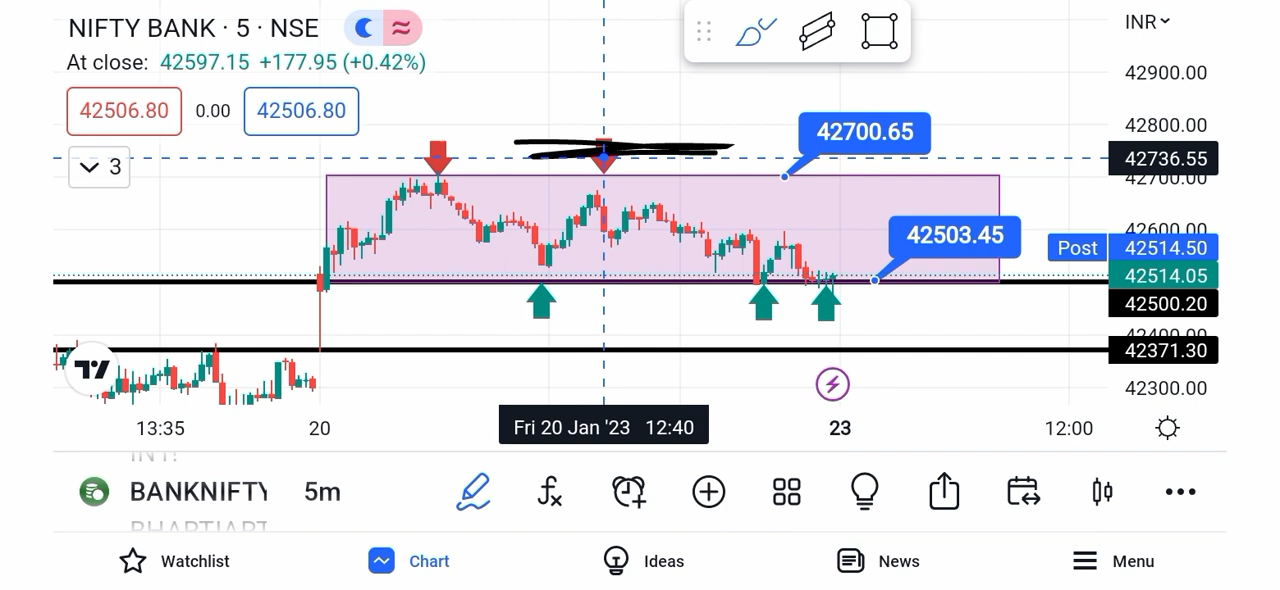 NIFTY BANK · 5 · NSE
INR
At close: 42597.15 +177.95 (+0.42%)
42506.80 0.00 42506.80
3
42900.00
42800.00
42700.65
42736.55
42700.00
42600.00
42503.45
Post 42514.50
42514.05
42500.20
42400.00
42371.30
42300.00
13:35
20
Fri 20 Jan '23 12:40
23
12:00
BANKNIFTY
5m
Watchlist
Chart
Ideas
News
Menu